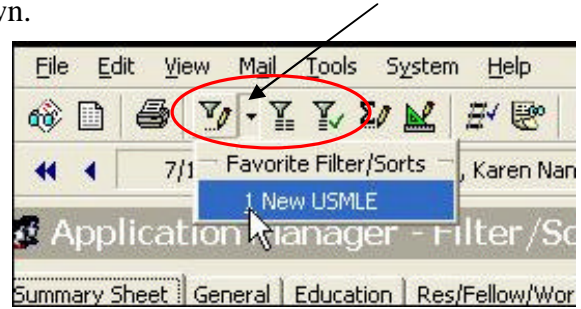 yn.
File Edit View Mail Tools System Help
7/1 , Karen Nan
Favorite Filter/Sorts
1 New USMLE
Application Manager - Filter/So
Summary Sheet General Education Res/Fellow/Wor